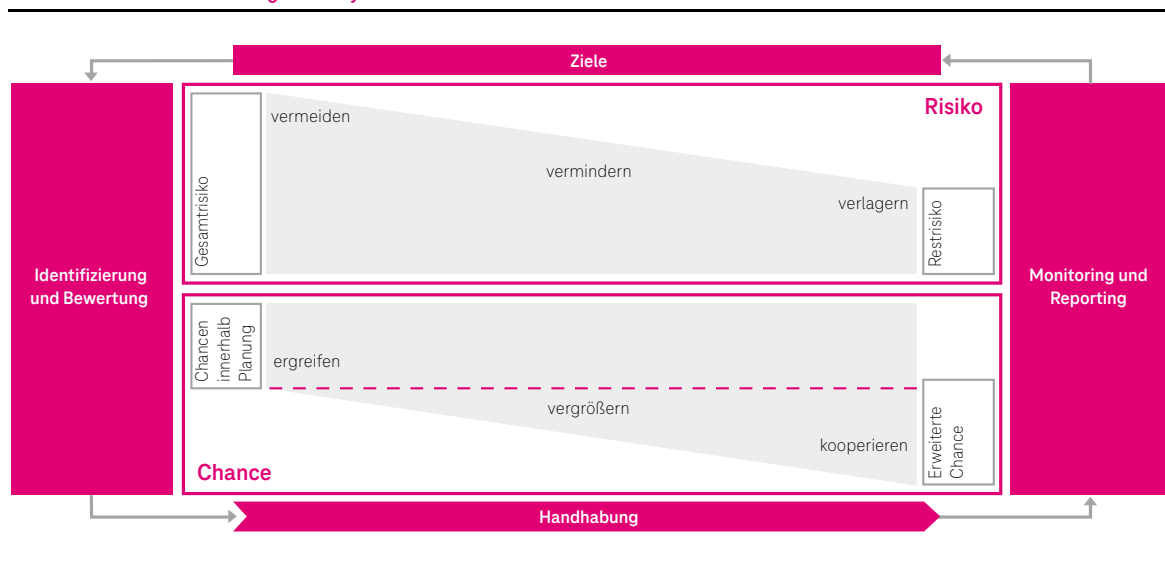 Ziele
Risiko
vermeiden
vermindern
verlagern
Gesamtrisiko
Restrisiko
Identifizierung
und Bewertung
Monitoring und
Reporting
Chancen
innerhalb
Planung
ergreifen
vergrößern
kooperieren
Erweiterte
Chance
Chance
Handhabung